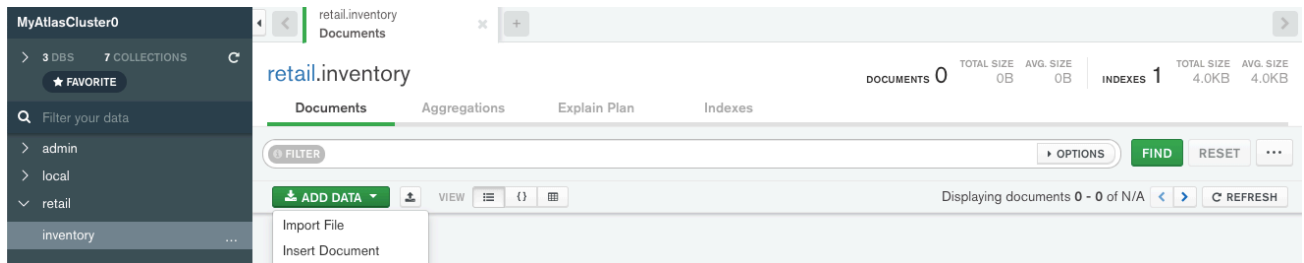 MyAtlasCluster0
3 DBS 7 COLLECTIONS
FAVORITE
Filter your data
admin
local
retail
inventory ...
retail.inventory
Documents
retail.inventory
DOCUMENTS 0 TOTAL SIZE 0B AVG. SIZE 0B INDEXES 1 TOTAL SIZE 4.0KB AVG. SIZE 4.0KB
Documents Aggregations Explain Plan Indexes
FILTER OPTIONS FIND RESET ...
ADD DATA VIEW {} Displaying documents 0 - 0 of N/A < > REFRESH
Import File
Insert Document